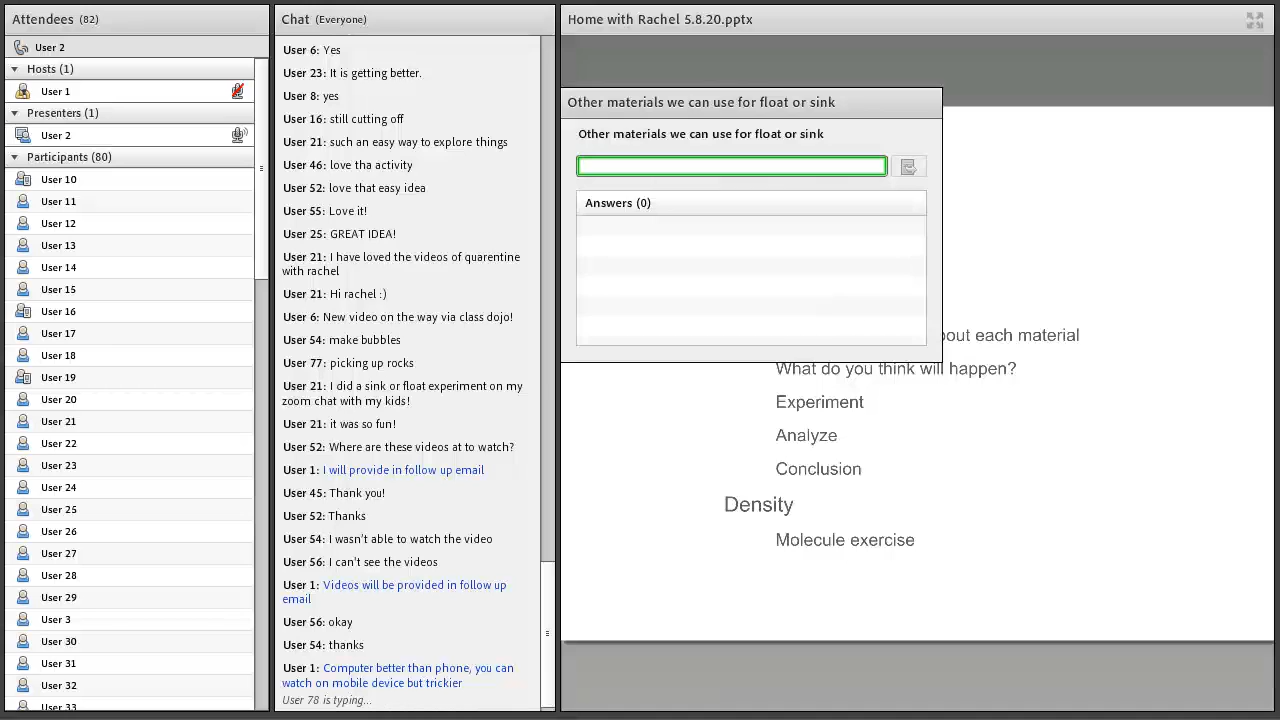 Attendees (82)
User 2
Hosts (1)
User 1
Presenters (1)
User 2
Participants (80)
User 10
User 11
User 12
User 13
User 14
User 15
User 16
User 17
User 18
User 19
User 20
User 21
User 22
User 23
User 24
User 25
User 26
User 27
User 28
User 29
User 3
User 30
User 31
User 32
User 33
Chat (Everyone)
User 6: Yes
User 23: It is getting better.
User 8: yes
User 16: still cutting off
User 21: such an easy way to explore things
User 46: love tha activity
User 52: love that easy idea
User 55: Love it!
User 25: GREAT IDEA!
User 21: I have loved the videos of quarentine
with rachel
User 21: Hi rachel :)
User 6: New video on the way via class dojo!
User 54: make bubbles
User 77: picking up rocks
User 21: I did a sink or float experiment on my
zoom chat with my kids!
User 21: it was so fun!
User 52: Where are these videos at to watch?
User 1: I will provide in follow up email
User 45: Thank you!
User 52: Thanks
User 54: I wasn't able to watch the video
User 56: I can't see the videos
User 1: Videos will be provided in follow up
email
User 56: okay
User 54: thanks
User 1: Computer better than phone, you can
watch on mobile device but trickier
User 78 is typing...
Home with Rachel 5.8.20.pptx
Other materials we can use for float or sink
Other materials we can use for float or sink
Answers (0)
each material
What do you think will happen?
Experiment
Analyze
Conclusion
Density
Molecule exercise